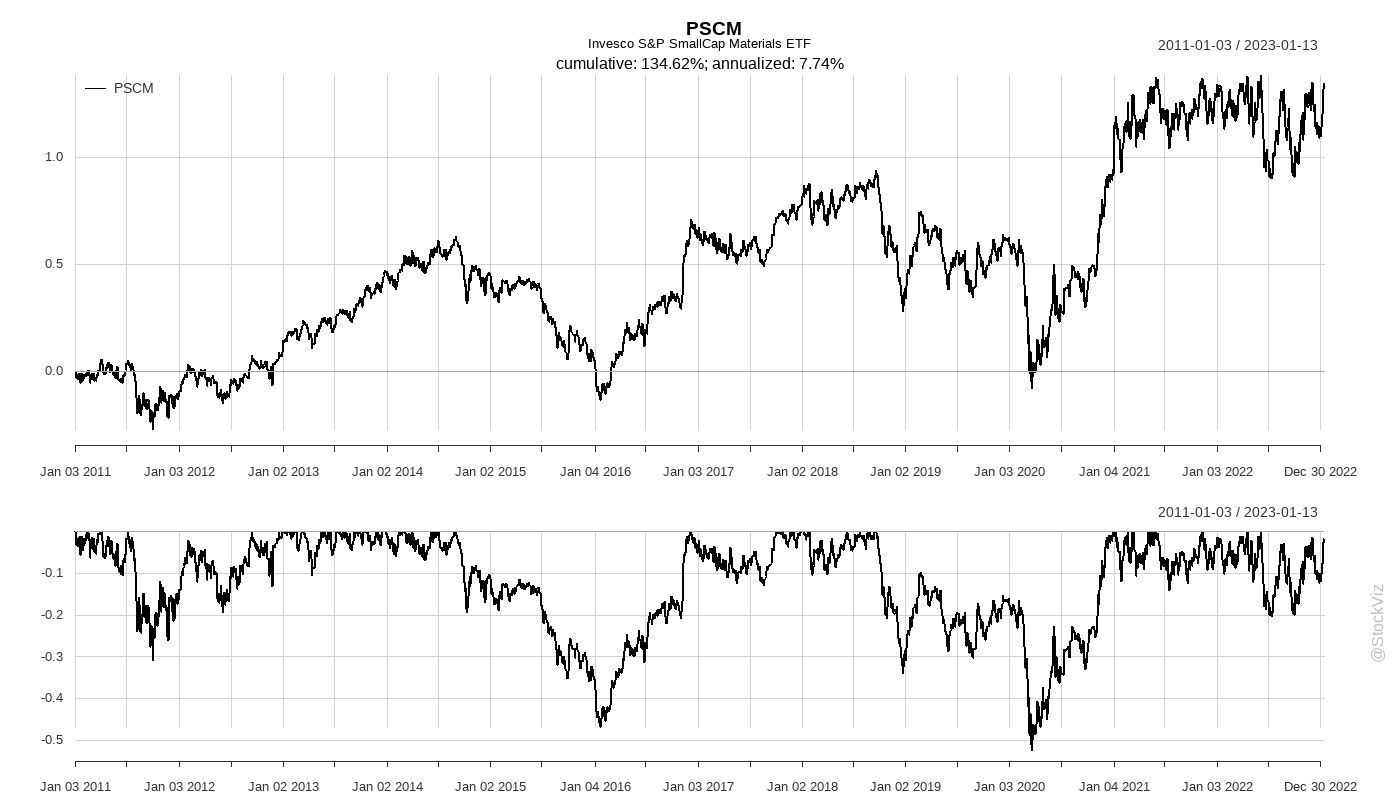 PSCM
Invesco S&P SmallCap Materials ETF
2011-01-03 / 2023-01-13
cumulative: 134.62%; annualized: 7.74%
PSCM
1.0
0.5
0.0
Jan 03 2011 Jan 03 2012 Jan 02 2013 Jan 02 2014 Jan 02 2015 Jan 04 2016 Jan 03 2017 Jan 02 2018 Jan 02 2019 Jan 03 2020 Jan 04 2021 Jan 03 2022 Dec 30 2022
2011-01-03 / 2023-01-13
-0.1
-0.2
-0.3
-0.4
-0.5
@StockViz
Jan 03 2011 Jan 03 2012 Jan 02 2013 Jan 02 2014 Jan 02 2015 Jan 04 2016 Jan 03 2017 Jan 02 2018 Jan 02 2019 Jan 03 2020 Jan 04 2021 Jan 03 2022 Dec 30 2022